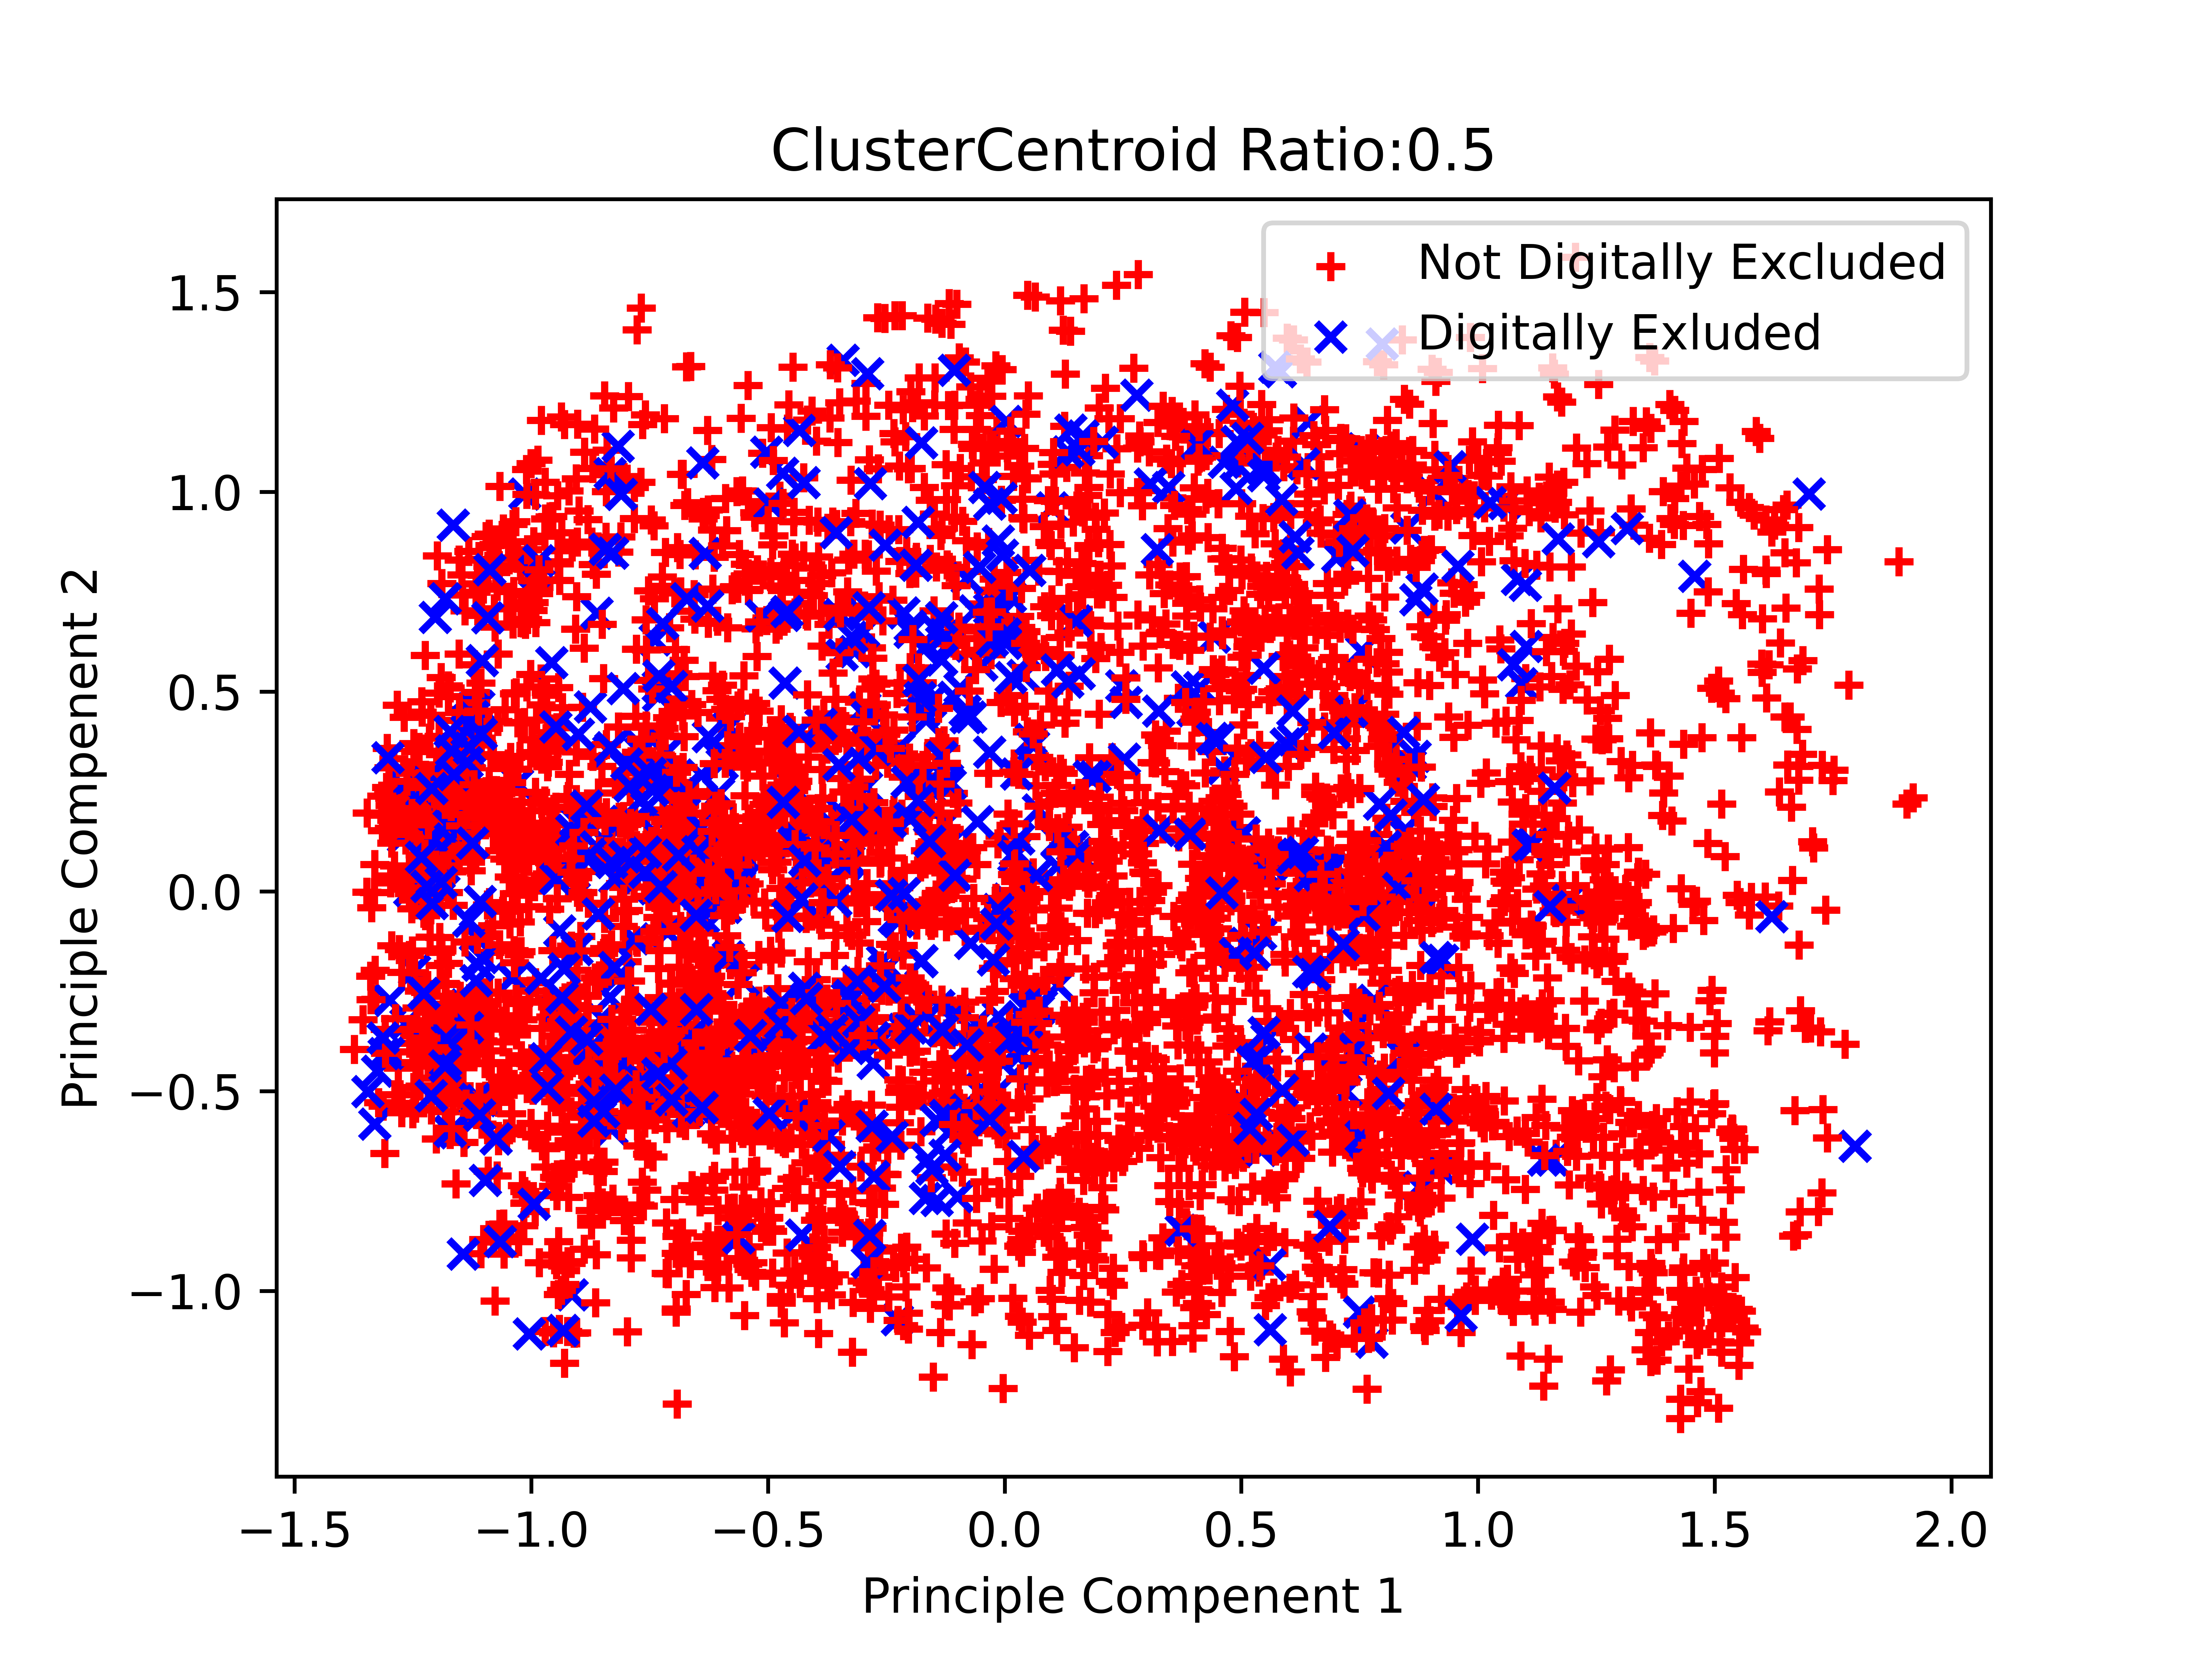 ClusterCentroid Ratio:0.5
Not Digitally Excluded
Digitally Exluded
Principle Compenent 2
1.5
1.0
0.5
0.0
−0.5
−1.0
−1.5 −1.0 −0.5 0.0 0.5 1.0 1.5 2.0
Principle Compenent 1